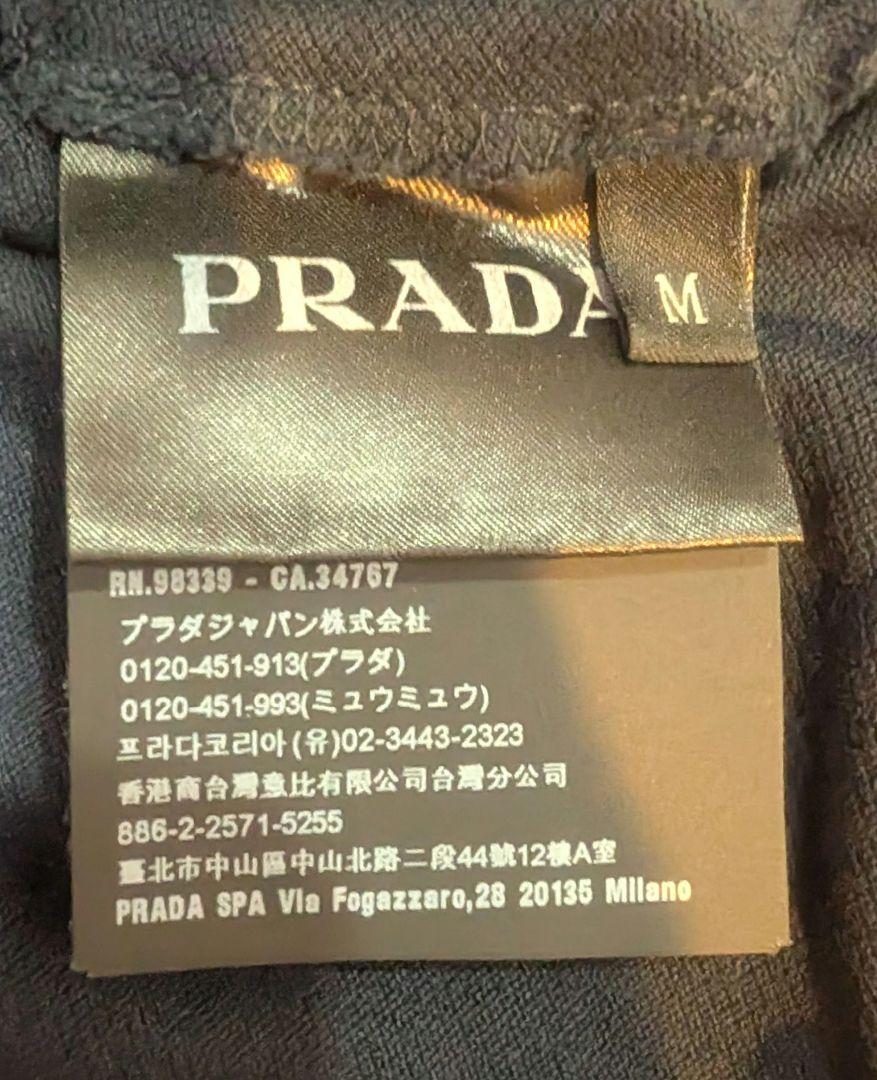 PRADA
M
RN.98339 - CA.34767
プラダジャパン株式会社
0120-451-913(プラダ)
0120-451-993(ミュウミュウ)
프라다코리아(유)02-3443-2323
香港商台灣意比有限公司台灣分公司
886-2-2571-5255
臺北市中山區中山北路二段44號12樓A室
PRADA SPA Via Fogazzaro,28 20135 Milano